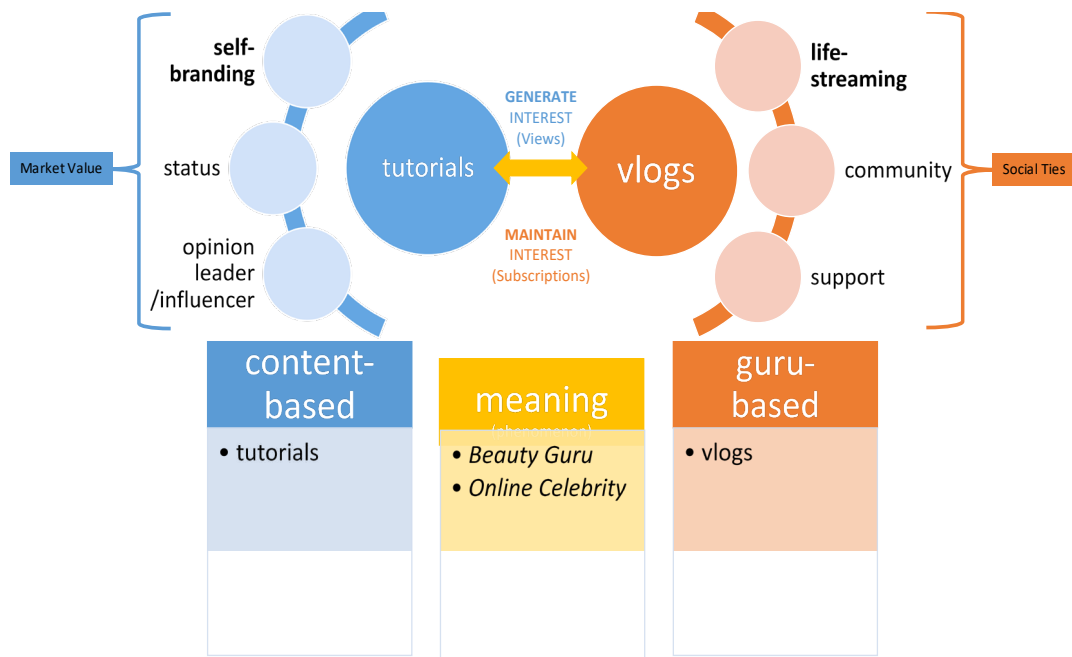 self-
branding
status
opinion
leader
/influencer
Market Value
tutorials
GENERATE
INTEREST
(Views)
MAINTAIN
INTEREST
(Subscriptions)
vlogs
life-
streaming
community
support
Social Ties
content-
based
• tutorials
meaning
(phenomenon)
• Beauty Guru
• Online Celebrity
guru-
based
• vlogs